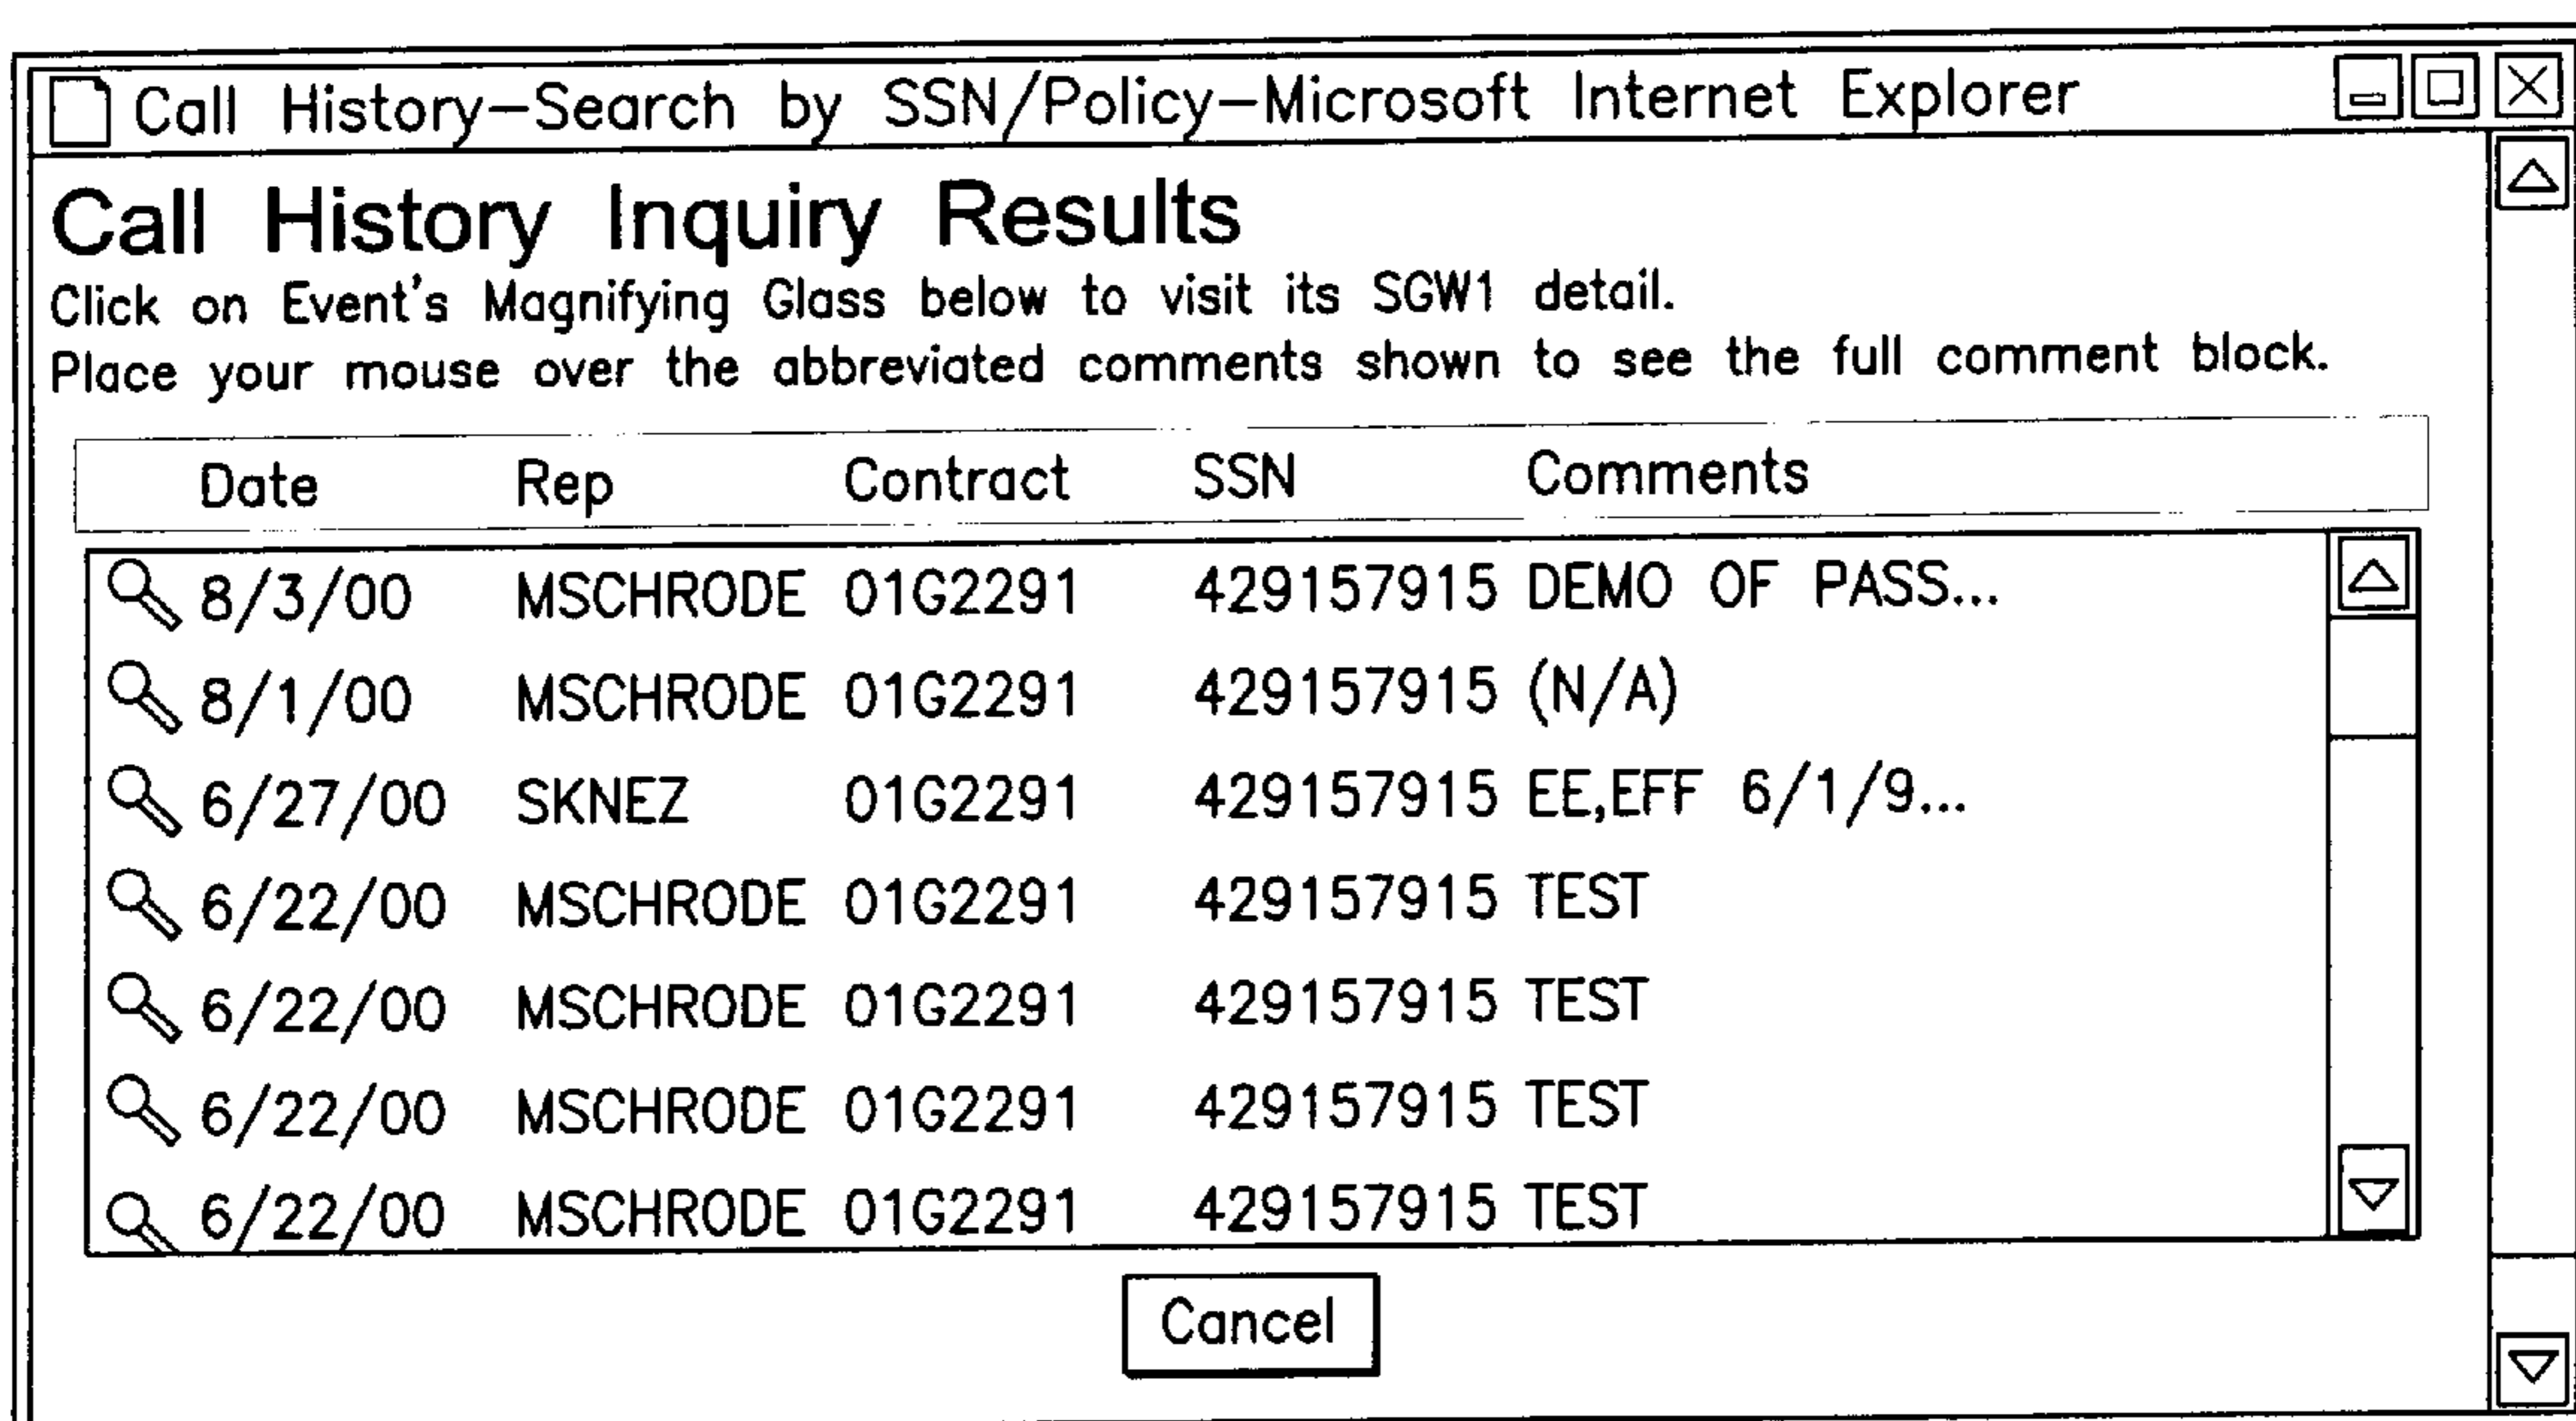 Call History-Search by SSN/Policy-Microsoft Internet Explorer
Call History Inquiry Results
Click on Event's Magnifying Glass below to visit its SGW1 detail.
Place your mouse over the abbreviated comments shown to see the full comment block.
Date Rep Contract SSN Comments
8/3/00 MSCHRODE 01G2291 429157915 DEMO OF PASS...
8/1/00 MSCHRODE 01G2291 429157915 (N/A)
6/27/00 SKNEZ 01G2291 429157915 EE,EFF 6/1/9...
6/22/00 MSCHRODE 01G2291 429157915 TEST
6/22/00 MSCHRODE 01G2291 429157915 TEST
6/22/00 MSCHRODE 01G2291 429157915 TEST
6/22/00 MSCHRODE 01G2291 429157915 TEST
Cancel